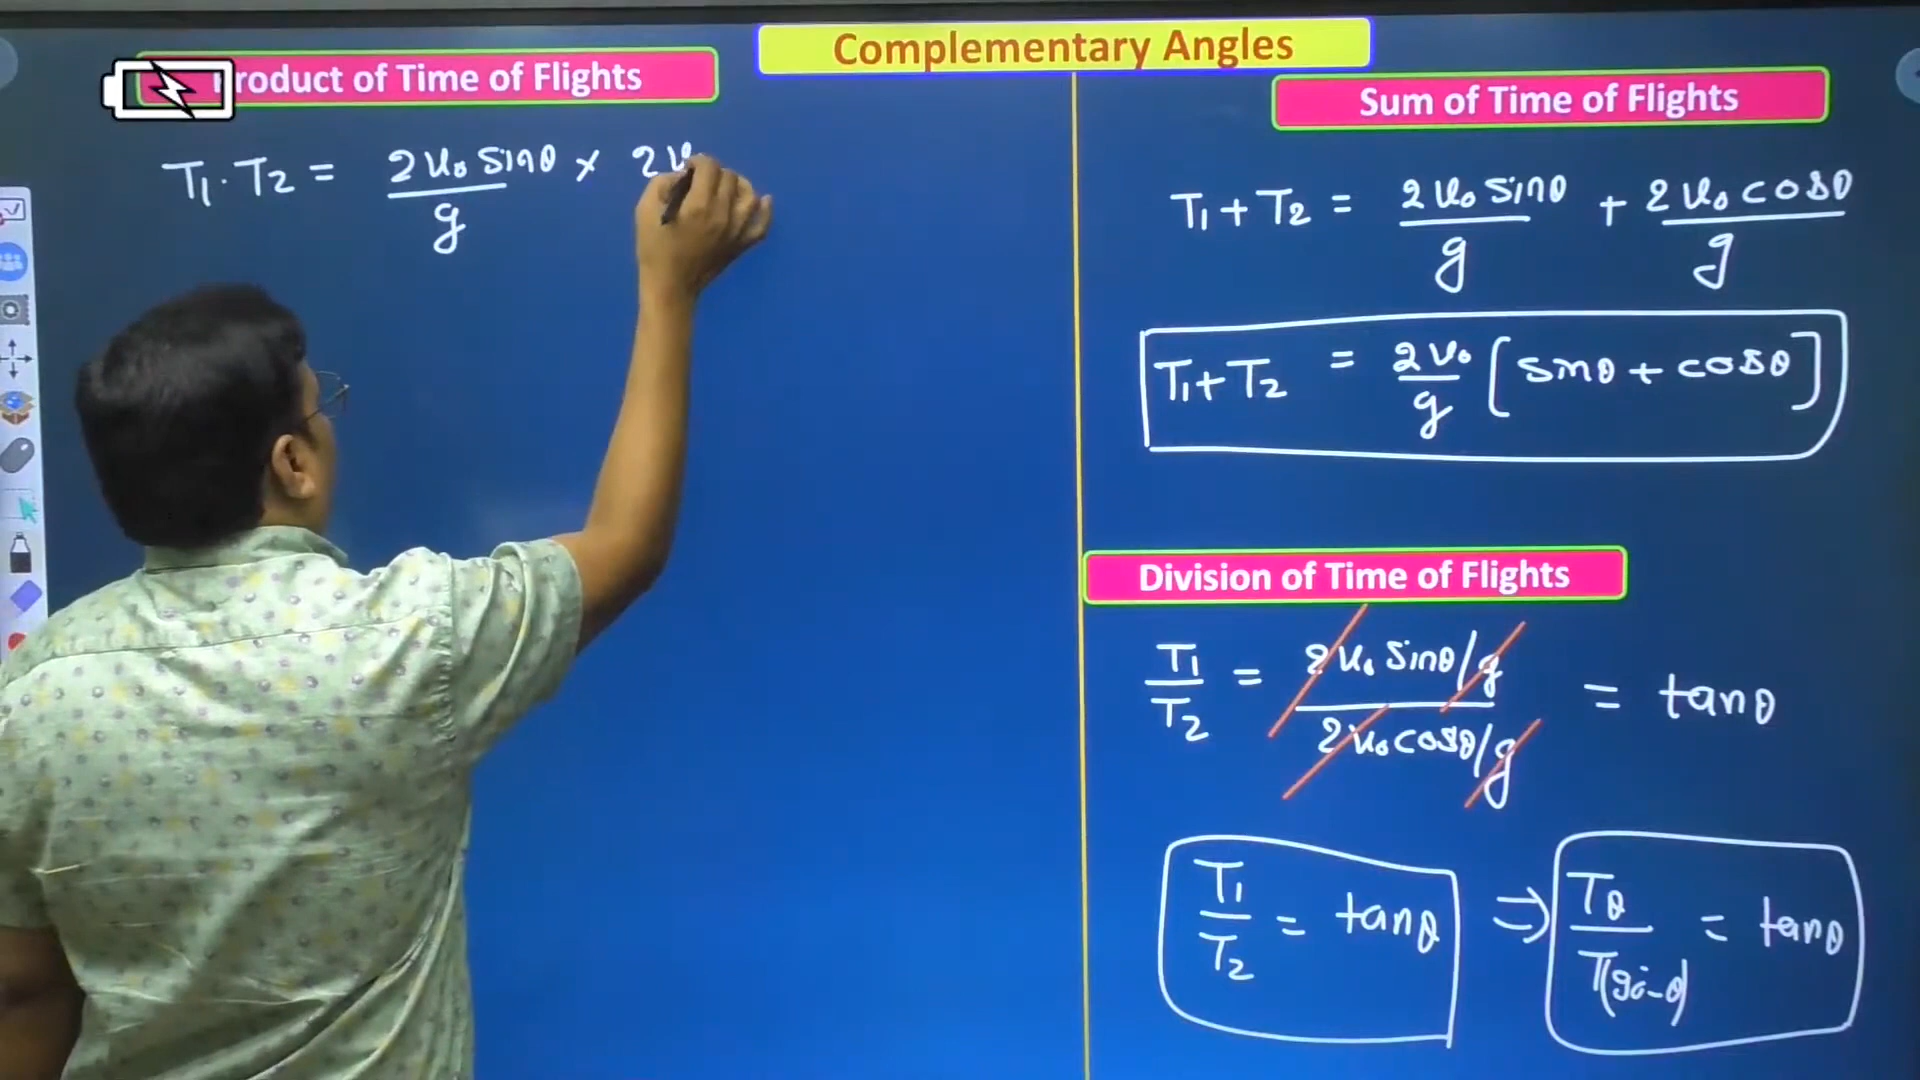 Complementary Angles
Product of Time of Flights
T₁ · T₂ = 2u₀ sinθ / g × 2u
Sum of Time of Flights
T₁ + T₂ = 2u₀ sinθ / g + 2u₀ cosθ / g
T₁ + T₂ = 2u₀ / g [sinθ + cosθ]
Division of Time of Flights
T₁ / T₂ = 2u₀ sinθ/g / 2u₀ cosθ/g = tanθ
T₁ / T₂ = tanθ ⇒ Tθ / T(90-θ) = tanθ